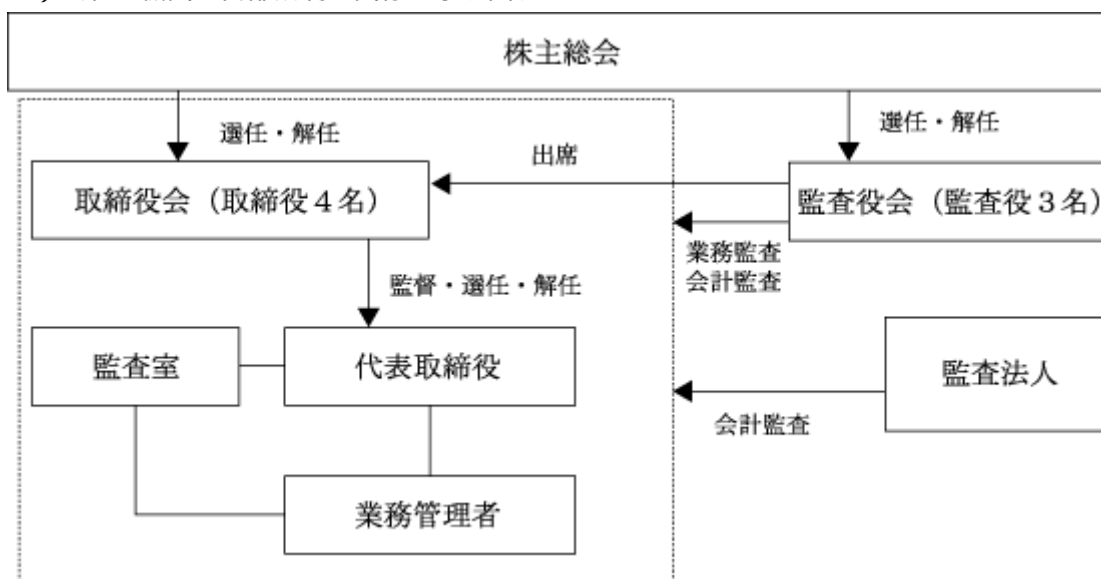 株主総会
選任・解任
選任・解任
出席
取締役会（取締役４名）
監査役会（監査役３名）
業務監査
会計監査
監督・選任・解任
監査室
代表取締役
監査法人
会計監査
業務管理者